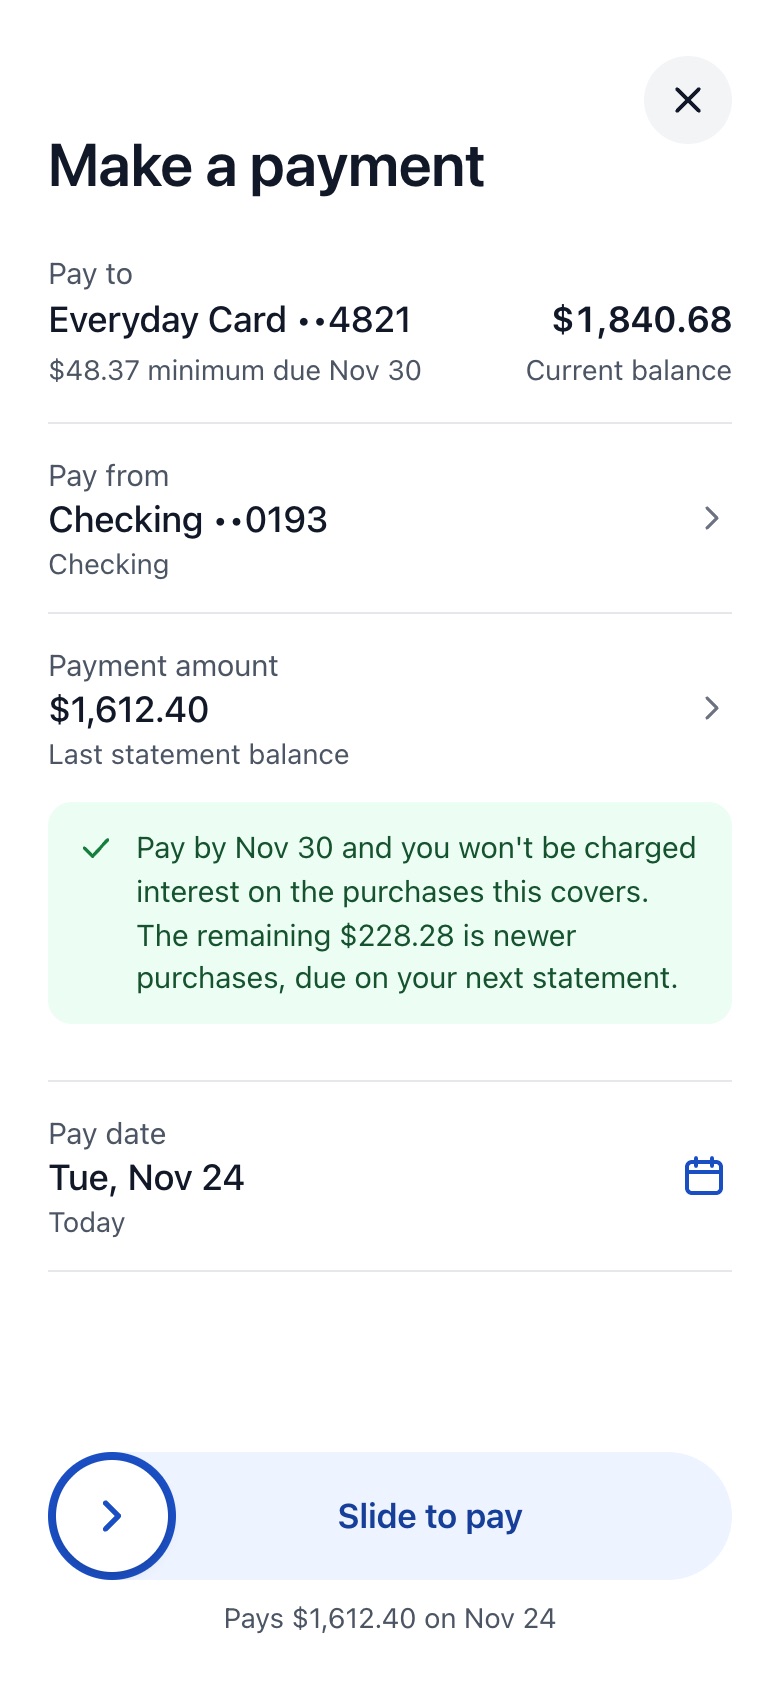 Make a payment
Pay to
Everyday Card ••4821
$1,840.68
$48.37 minimum due Nov 30
Current balance
Pay from
Checking ••0193
Checking
Payment amount
$1,612.40
Last statement balance
Pay by Nov 30 and you won't be charged
interest on the purchases this covers.
The remaining $228.28 is newer
purchases, due on your next statement.
Pay date
Tue, Nov 24
Today
Slide to pay
Pays $1,612.40 on Nov 24